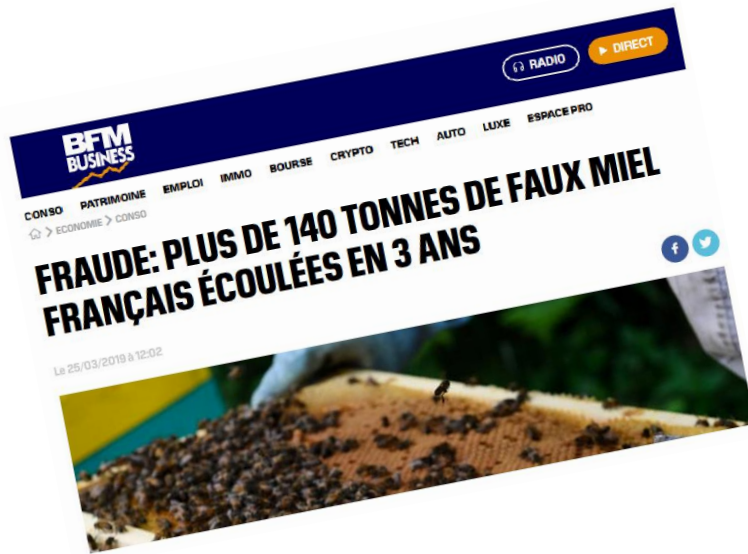 RADIO
DIRECT
BFM
BUSINESS
CONSO PATRIMOINE EMPLOI IMMO BOURSE CRYPTO TECH AUTO LUXE ESPACE PRO
ECONOMIE > CONSO
FRAUDE: PLUS DE 140 TONNES DE FAUX MIEL
FRANÇAIS ÉCOULÉES EN 3 ANS
f
Le 25/03/2019 à 12:02